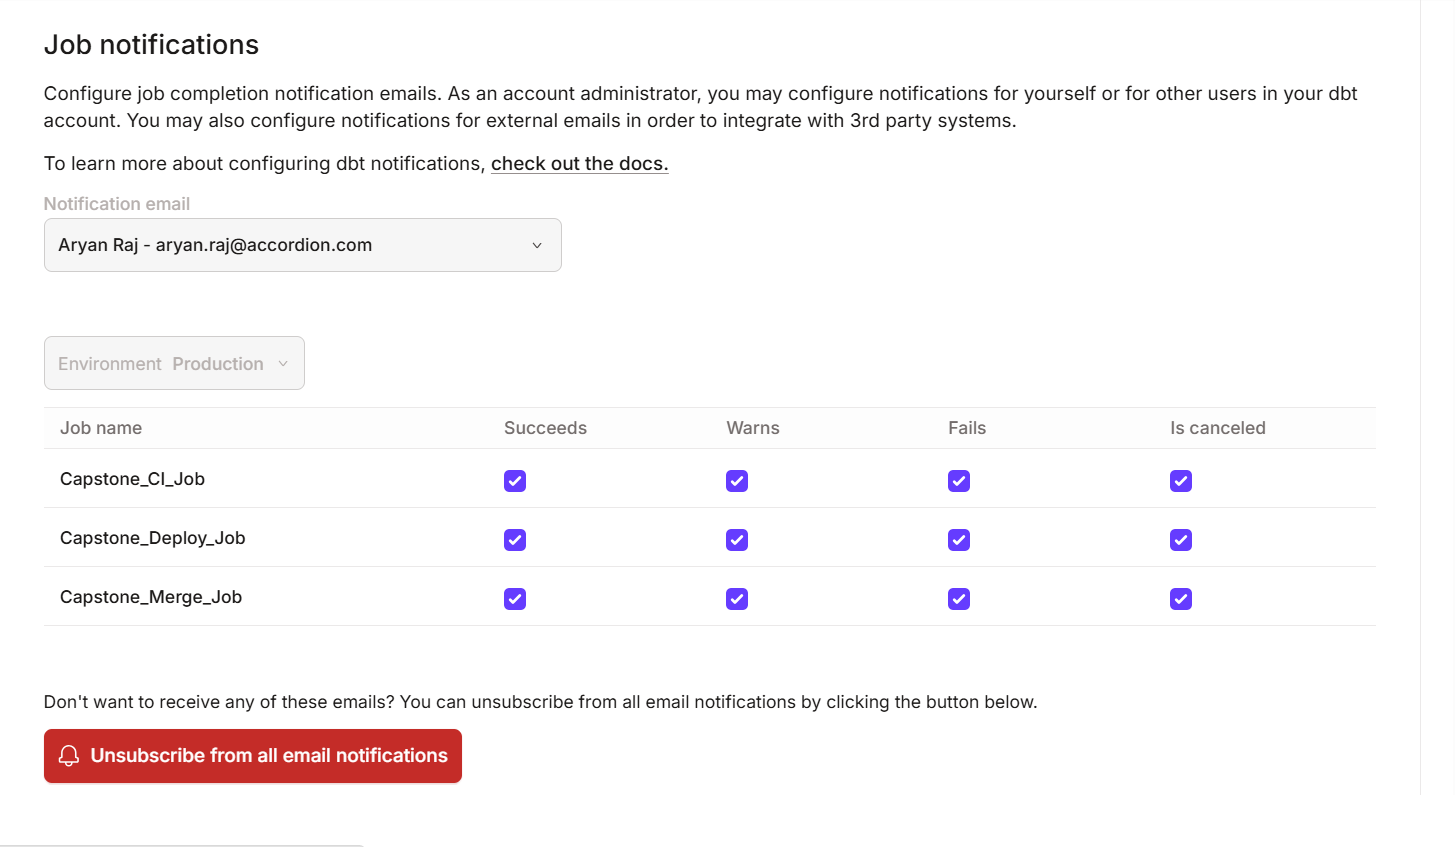 Job notifications
Configure job completion notification emails. As an account administrator, you may configure notifications for yourself or for other users in your dbt
account. You may also configure notifications for external emails in order to integrate with 3rd party systems.
To learn more about configuring dbt notifications, check out the docs.
Notification email
Aryan Raj - aryan.raj@accordion.com
Environment Production
Job name Succeeds Warns Fails Is canceled
Capstone_CI_Job
Capstone_Deploy_Job
Capstone_Merge_Job
Don't want to receive any of these emails? You can unsubscribe from all email notifications by clicking the button below.
Unsubscribe from all email notifications